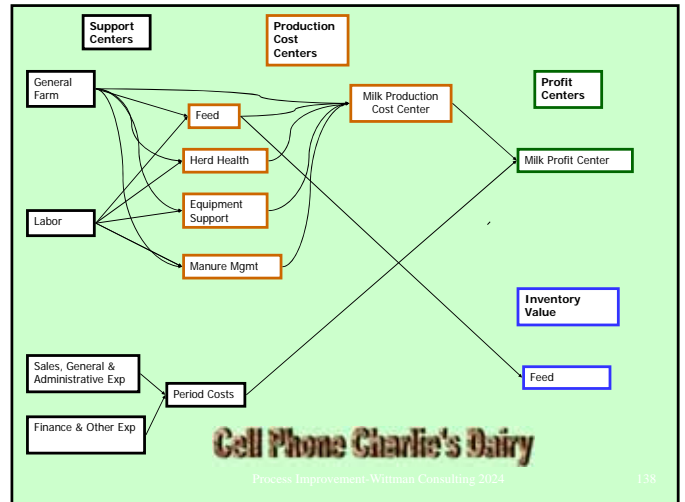 Support
Centers
Production
Cost
Centers
Profit
Centers
General
Farm
Feed
Milk Production
Cost Center
Herd Health
Milk Profit Center
Equipment
Support
Labor
Manure Mgmt
Inventory
Value
Sales, General &
Administrative Exp
Period Costs
Feed
Finance & Other Exp
Cell Phone Charlie's Dairy
Process Improvement-Wittman Consulting 2024
138